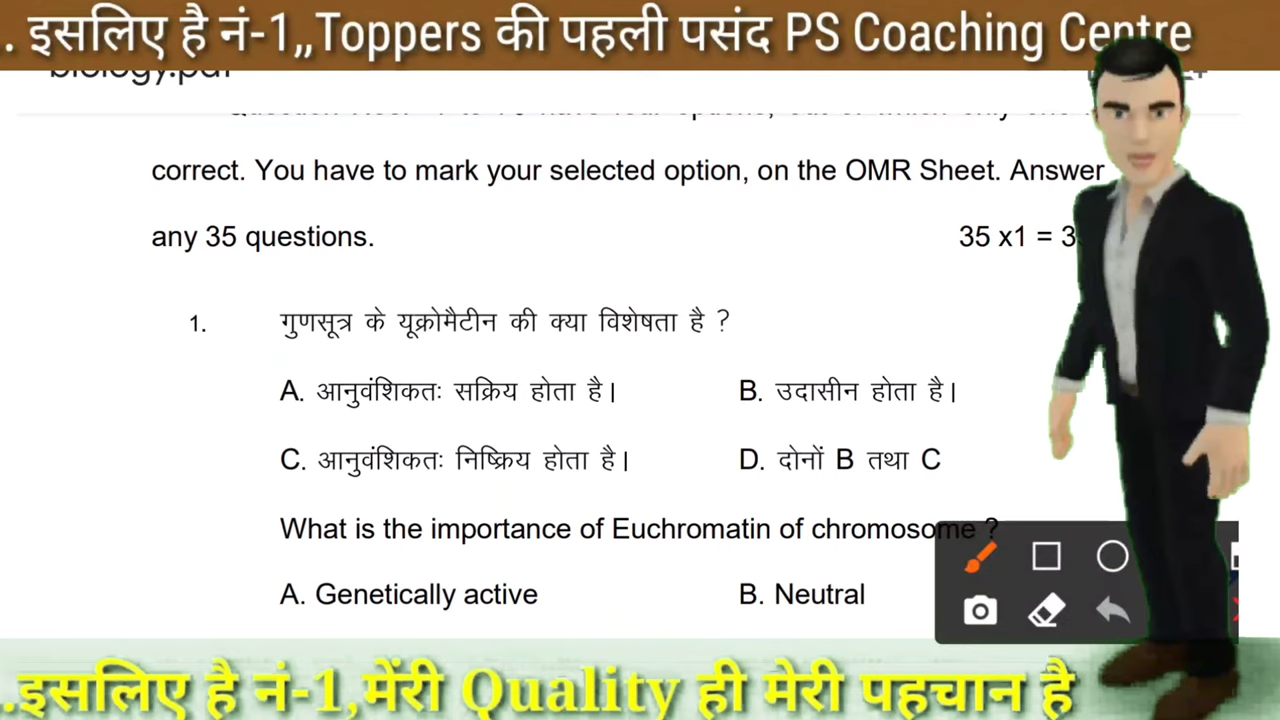 . इसलिए है नं-1,,Toppers की पहली पसंद PS Coaching Centre
biology.pdf
correct. You have to mark your selected option, on the OMR Sheet. Answer
any 35 questions. 35 x1 = 3
1. गुणसूत्र के यूक्रोमैटीन की क्या विशेषता है ?
A. आनुवंशिकतः सक्रिय होता है। B. उदासीन होता है।
C. आनुवंशिकतः निष्क्रिय होता है। D. दोनों B तथा C
What is the importance of Euchromatin of chromosome ?
A. Genetically active B. Neutral
.इसलिए है नं-1,मेंरी Quality ही मेरी पहचान है